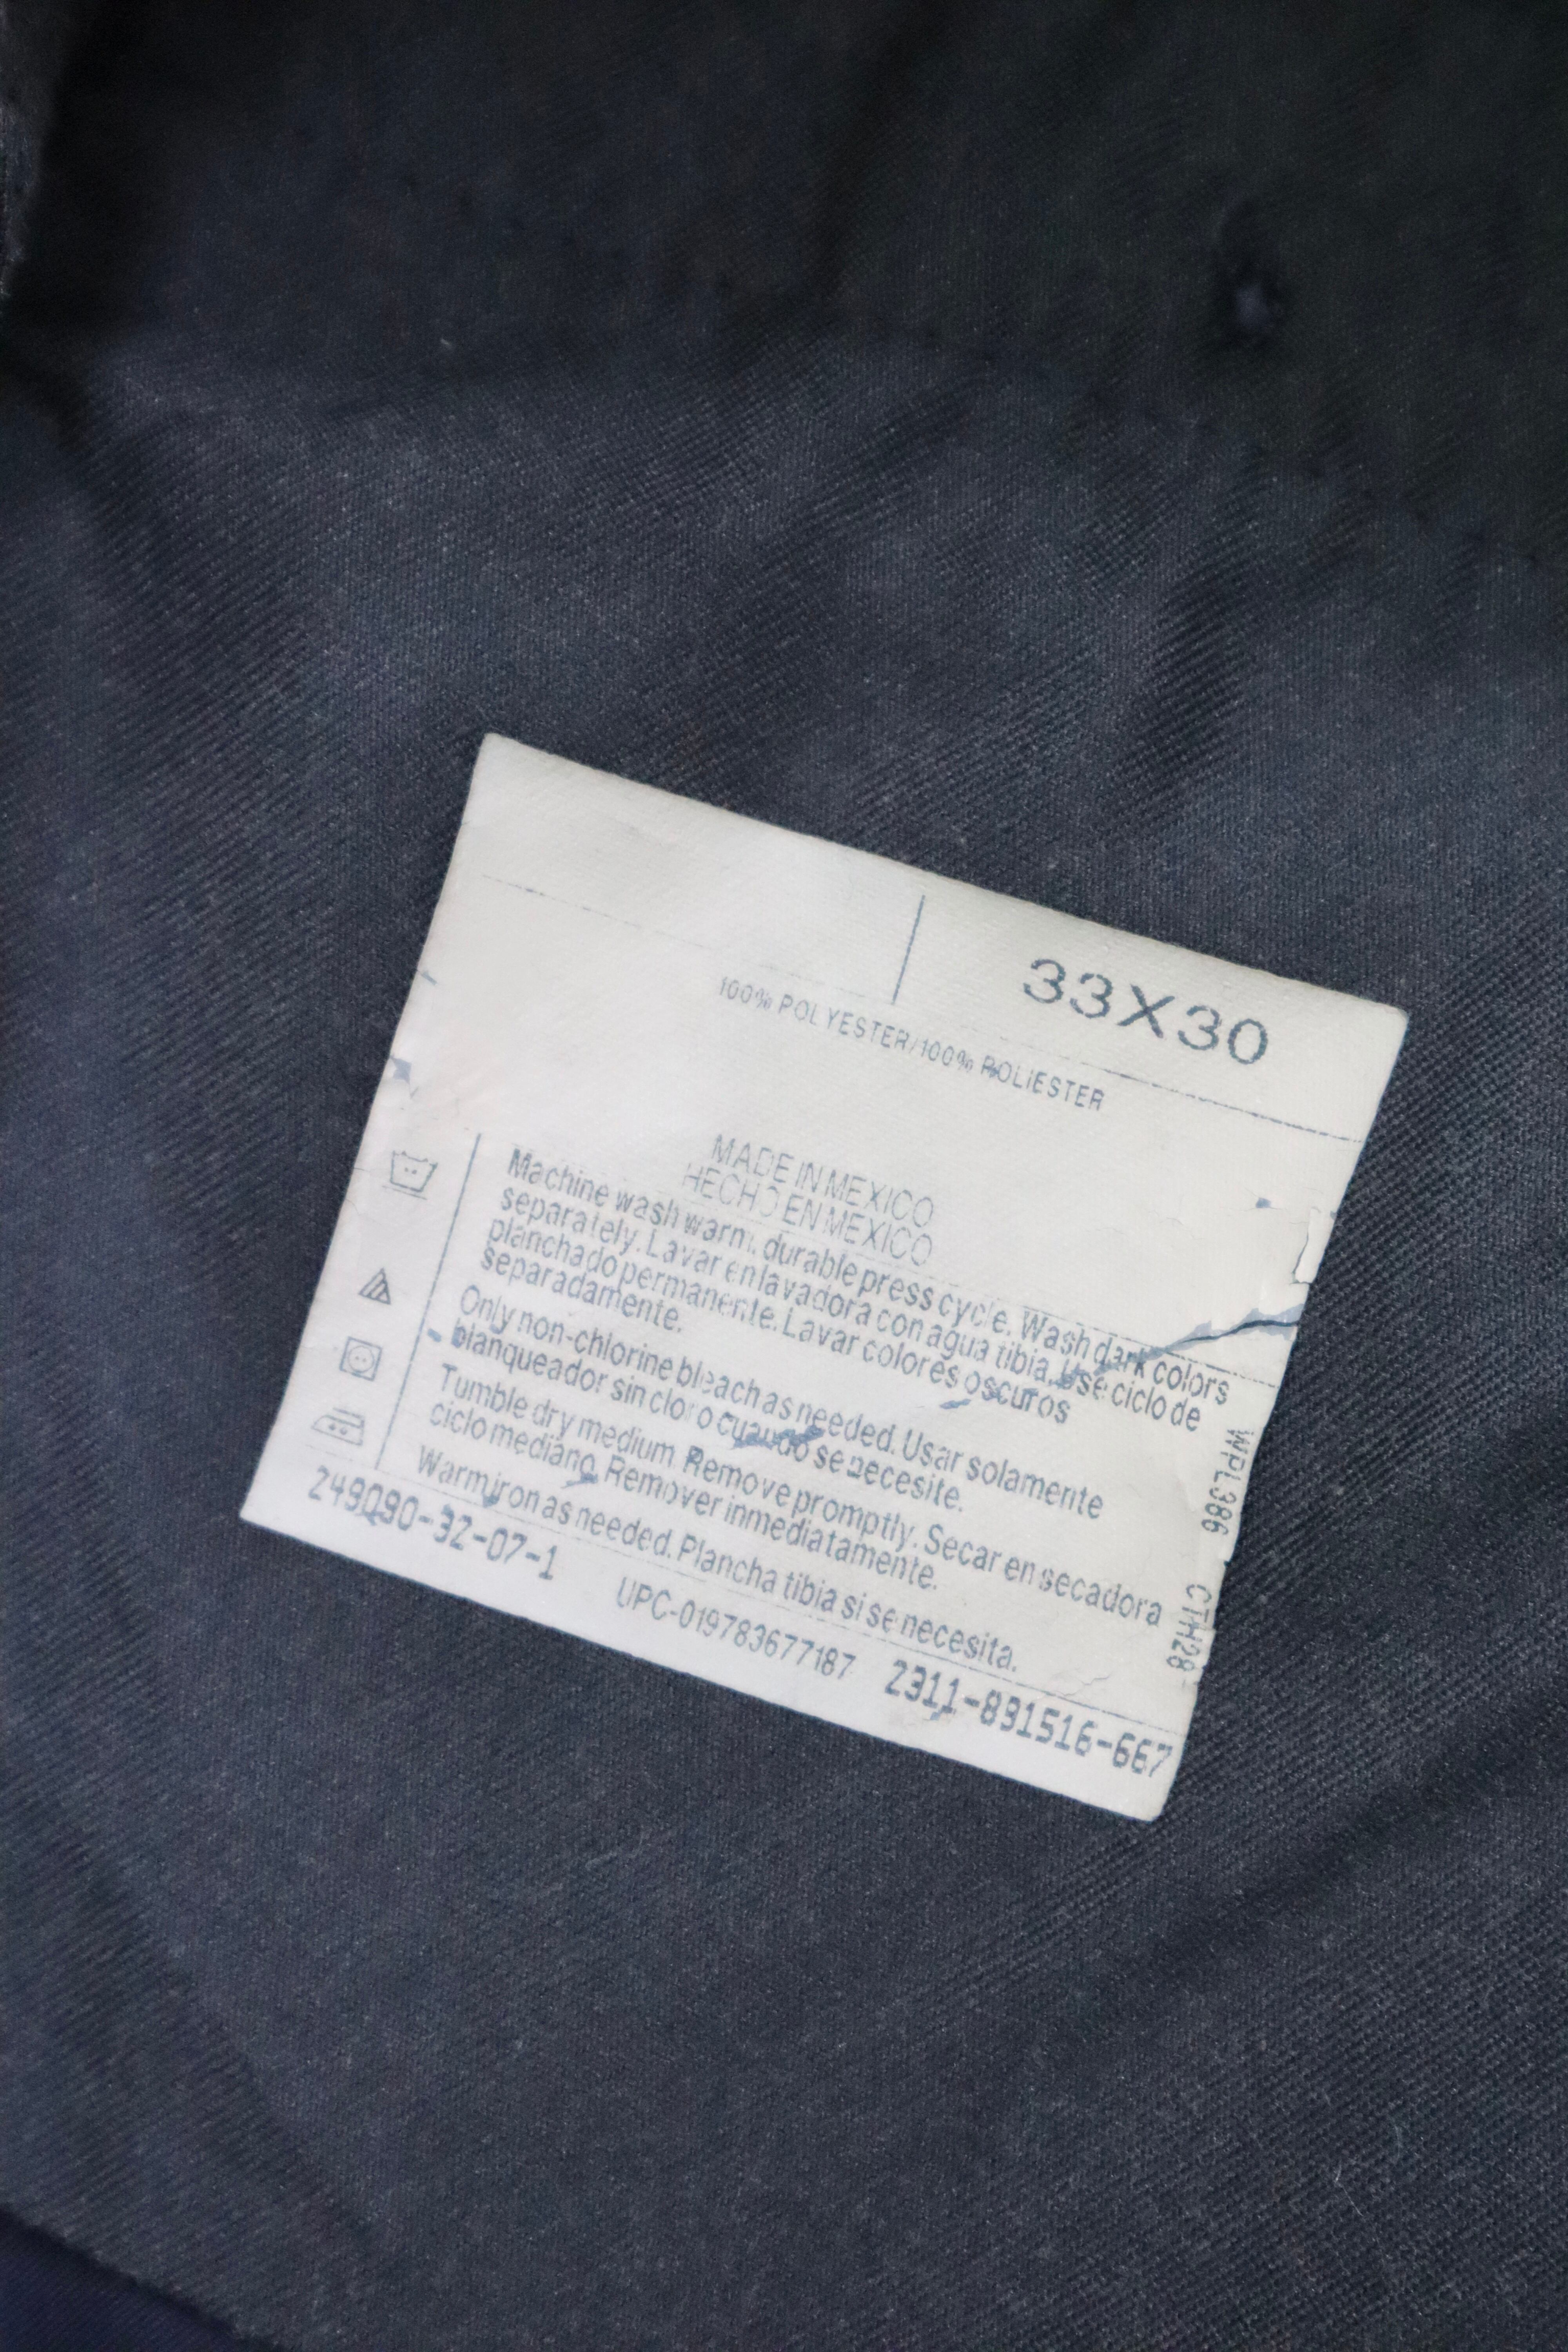 33X30
100% POLYESTER/100% POLIESTER
MADE IN MEXICO
HECHO EN MEXICO
Machine wash warm, durable press cycle. Wash dark colors
separately. Lavar en lavadora con agua tibia. Use ciclo de
planchado permanente. Lavar colores oscuros
separadamente.
Only non-chlorine bleach as needed. Usar solamente
blanqueador sin cloro cuando se necesite.
Tumble dry medium Remove promptly. Secar en secadora
ciclo mediano. Remover inmediatamente.
Warm iron as needed. Plancha tibia si se necesita.
249090-32-07-1
UPC-019783677187
2311-891516-667
WPL386
CTH28